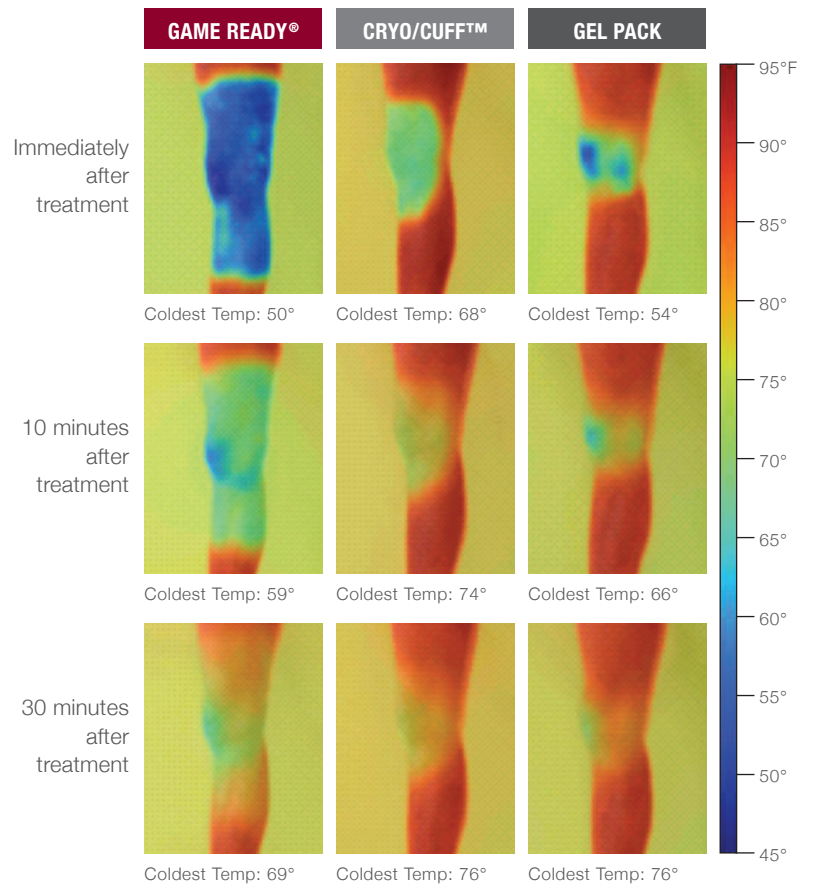 GAME READY®
CRYO/CUFF™
GEL PACK
Immediately
after
treatment
Coldest Temp: 50°
Coldest Temp: 68°
Coldest Temp: 54°
10 minutes
after
treatment
Coldest Temp: 59°
Coldest Temp: 74°
Coldest Temp: 66°
30 minutes
after
treatment
Coldest Temp: 69°
Coldest Temp: 76°
Coldest Temp: 76°
95°F
90°
85°
80°
75°
70°
65°
60°
55°
50°
45°